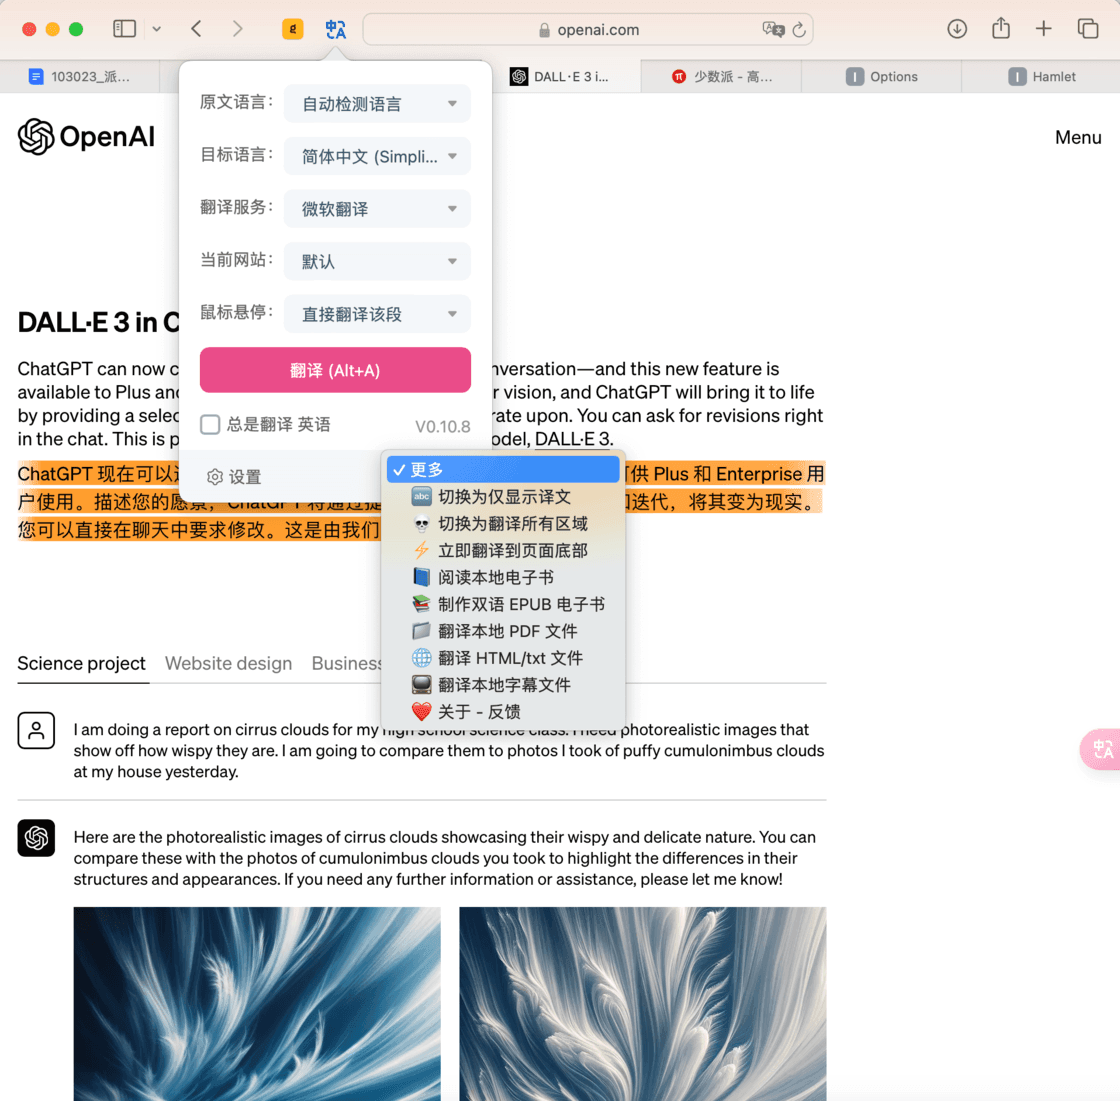 openai.com
103023_派...
DALL·E 3 i...
少数派 - 高...
Options
Hamlet
OpenAI
Menu
原文语言：
自动检测语言
目标语言：
简体中文 (Simpli...
翻译服务：
微软翻译
当前网站：
默认
鼠标悬停：
直接翻译该段
翻译 (Alt+A)
总是翻译 英语
V0.10.8
设置
✓ 更多
切换为仅显示译文
切换为翻译所有区域
立即翻译到页面底部
阅读本地电子书
制作双语 EPUB 电子书
翻译本地 PDF 文件
翻译 HTML/txt 文件
翻译本地字幕文件
关于 - 反馈
DALL·E 3 in C
ChatGPT can now c nversation—and this new feature is
available to Plus and r vision, and ChatGPT will bring it to life
by providing a selec rate upon. You can ask for revisions right
in the chat. This is p odel, DALL·E 3.
ChatGPT 现在可以 供 Plus 和 Enterprise 用
户使用。描述您的愿景，ChatGPT 将通过提 迭代，将其变为现实。
您可以直接在聊天中要求修改。这是由我们
Science project Website design Business
I am doing a report on cirrus clouds for my high school science class. I need photorealistic images that
show off how wispy they are. I am going to compare them to photos I took of puffy cumulonimbus clouds
at my house yesterday.
Here are the photorealistic images of cirrus clouds showcasing their wispy and delicate nature. You can
compare these with the photos of cumulonimbus clouds you took to highlight the differences in their
structures and appearances. If you need any further information or assistance, please let me know!